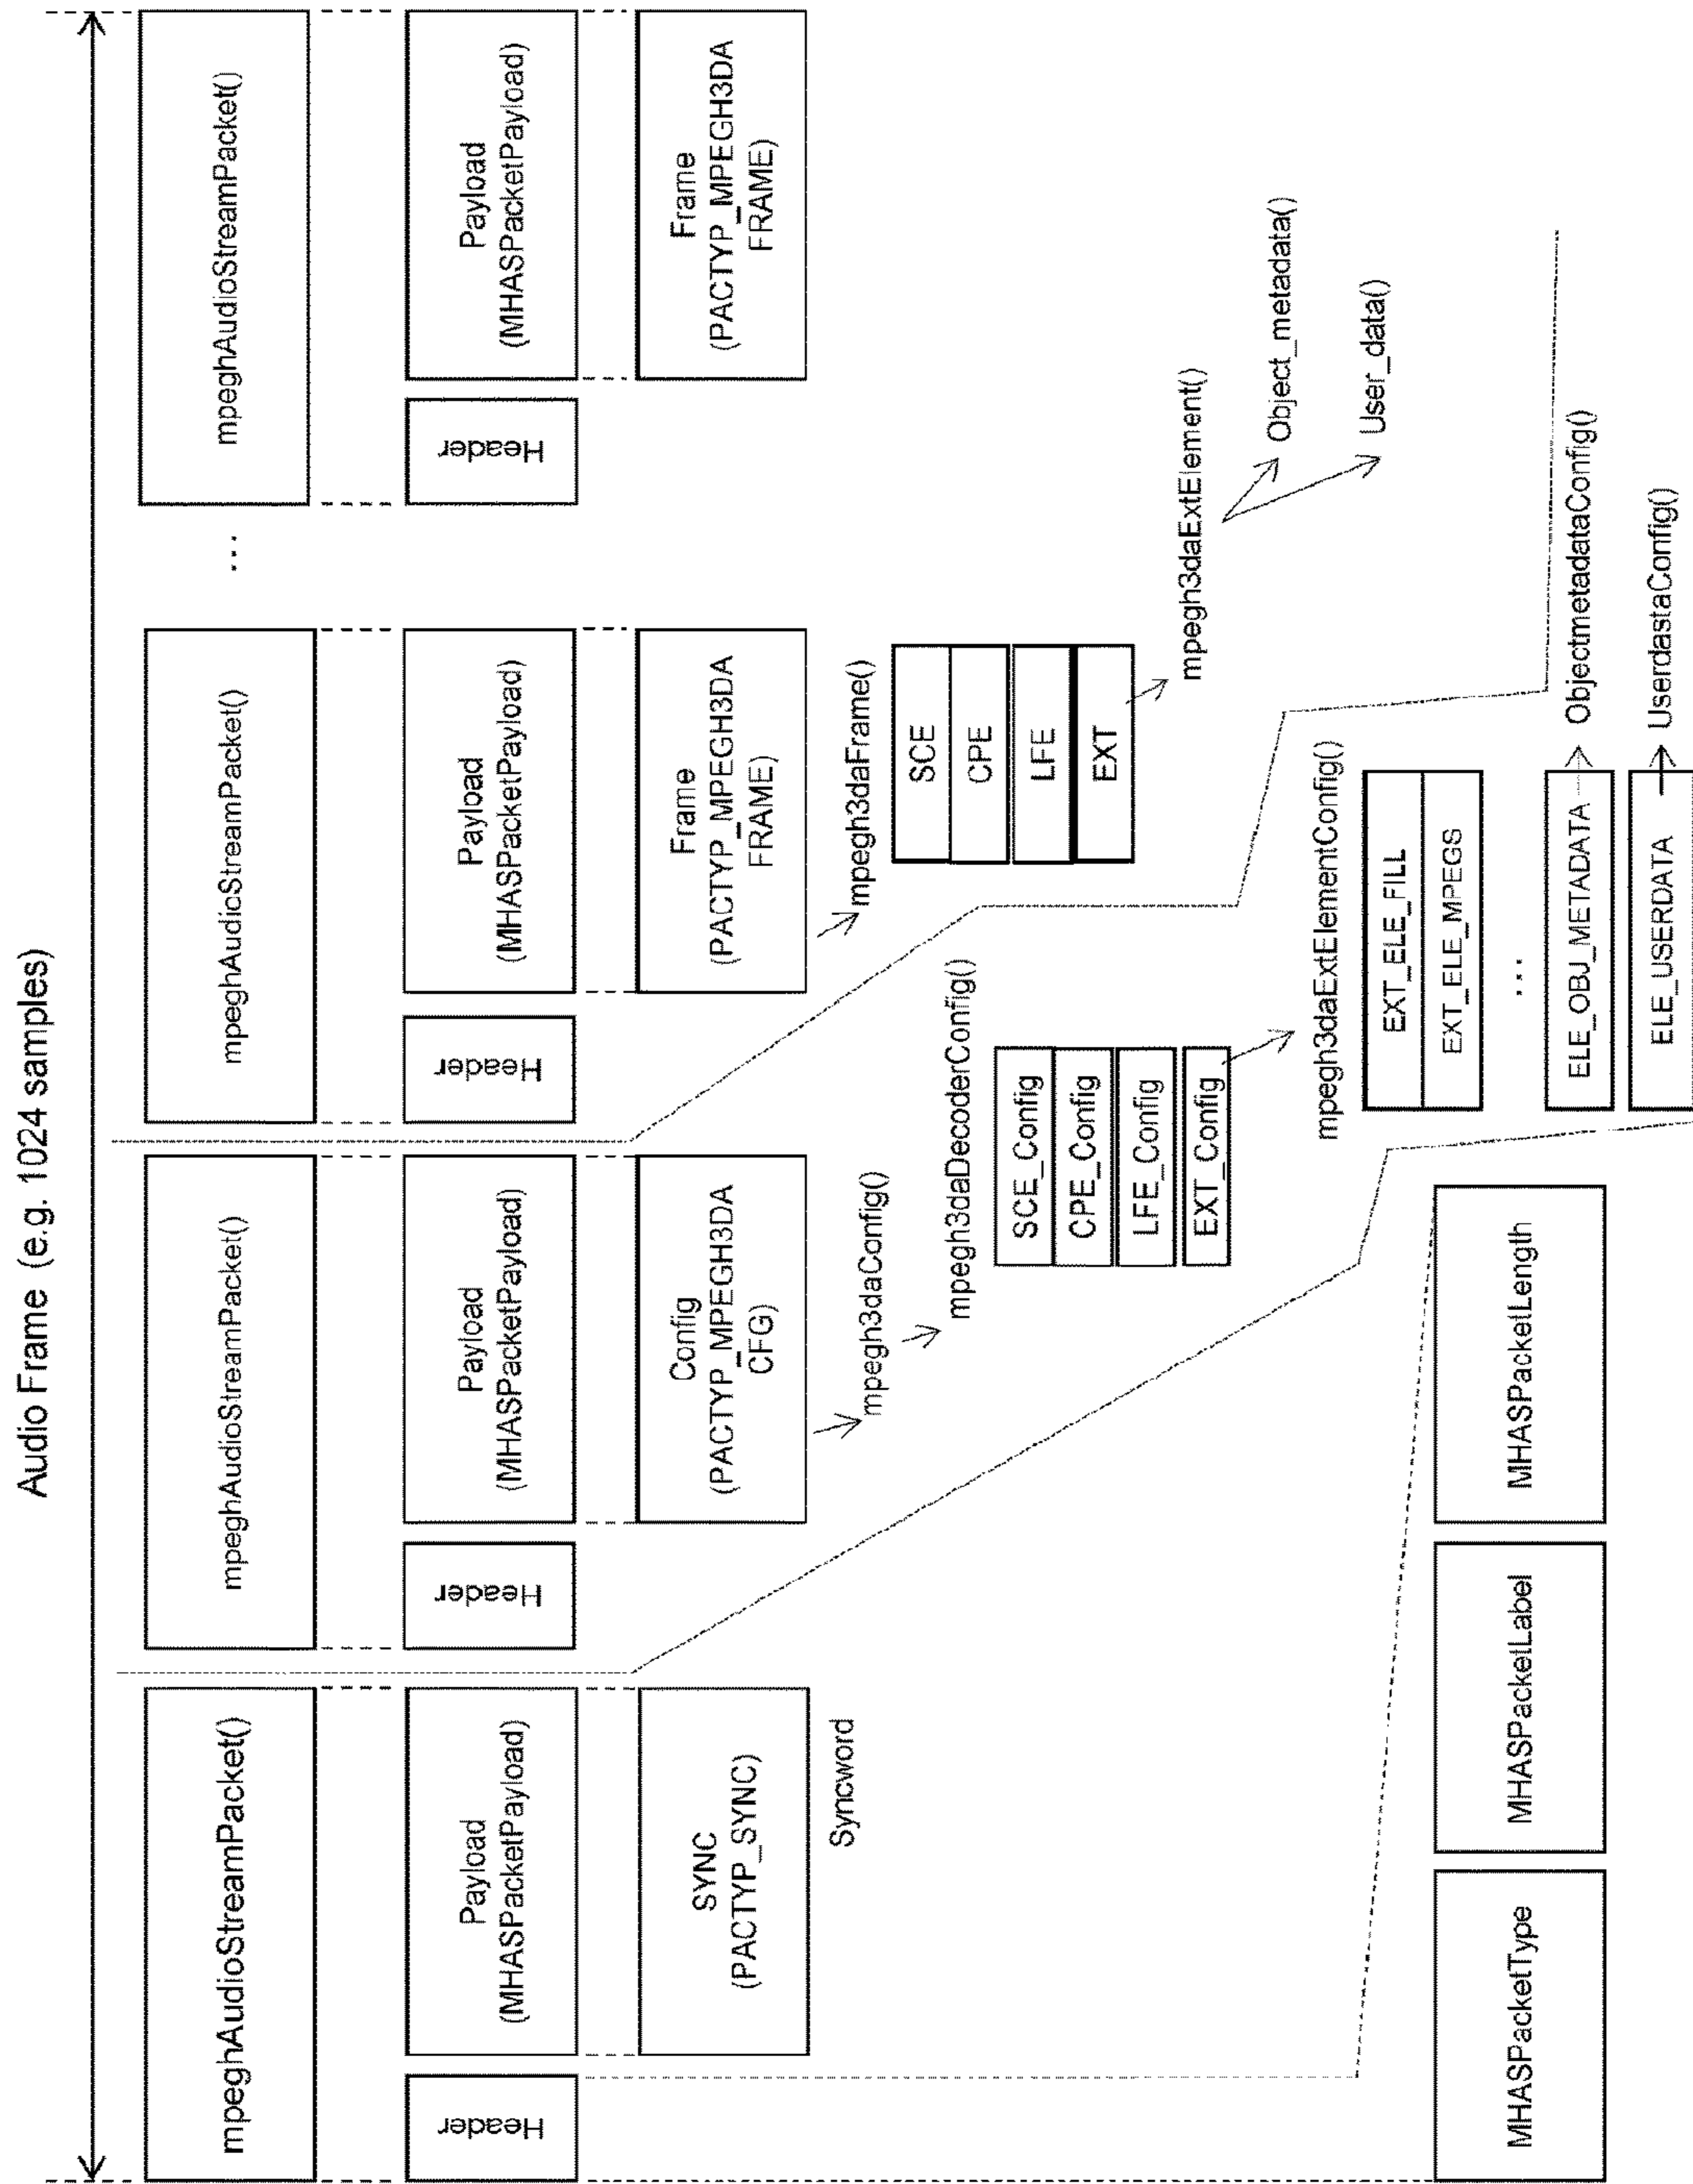 Audio Frame (e.g. 1024 samples)
mpeghAudioStreamPacket()
mpeghAudioStreamPacket()
mpeghAudioStreamPacket()
...
mpeghAudioStreamPacket()
Header
Payload
(MHASPacketPayload)
Header
Payload
(MHASPacketPayload)
Header
Payload
(MHASPacketPayload)
Header
Payload
(MHASPacketPayload)
SYNC
(PACTYP_SYNC)
Config
(PACTYP_MPEGH3DA
CFG)
Frame
(PACTYP_MPEGH3DA
FRAME)
Frame
(PACTYP_MPEGH3DA
FRAME)
Syncword
mpegh3daConfig()
mpegh3daDecoderConfig()
SCE_Config
CPE_Config
LFE_Config
EXT_Config
mpegh3daExtElementConfig()
EXT_ELE_FILL
EXT_ELE_MPEGS
...
ELE_OBJ_METADATA
ObjectmetadataConfig()
ELE_USERDATA
UserdastaConfig()
mpegh3daFrame()
SCE
CPE
LFE
EXT
mpegh3daExtElement()
Object_metadata()
User_data()
MHASPacketType
MHASPacketLabel
MHASPacketLength